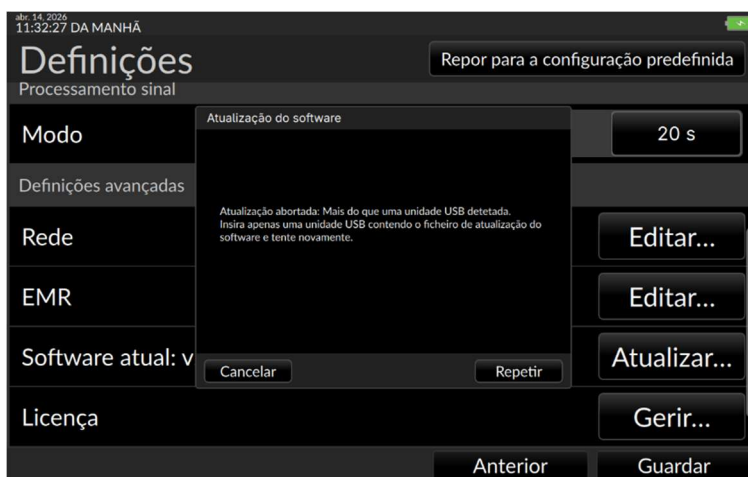 abr. 14, 2026
11:32:27 DA MANHÃ
Definições
Repor para a configuração predefinida
Processamento sinal
Modo
20 s
Atualização do software
Definições avançadas
Atualização abortada: Mais do que uma unidade USB detetada.
Insira apenas uma unidade USB contendo o ficheiro de atualização do
software e tente novamente.
Rede
Editar...
EMR
Editar...
Software atual: v
Atualizar...
Cancelar
Repetir
Licença
Gerir...
Anterior
Guardar